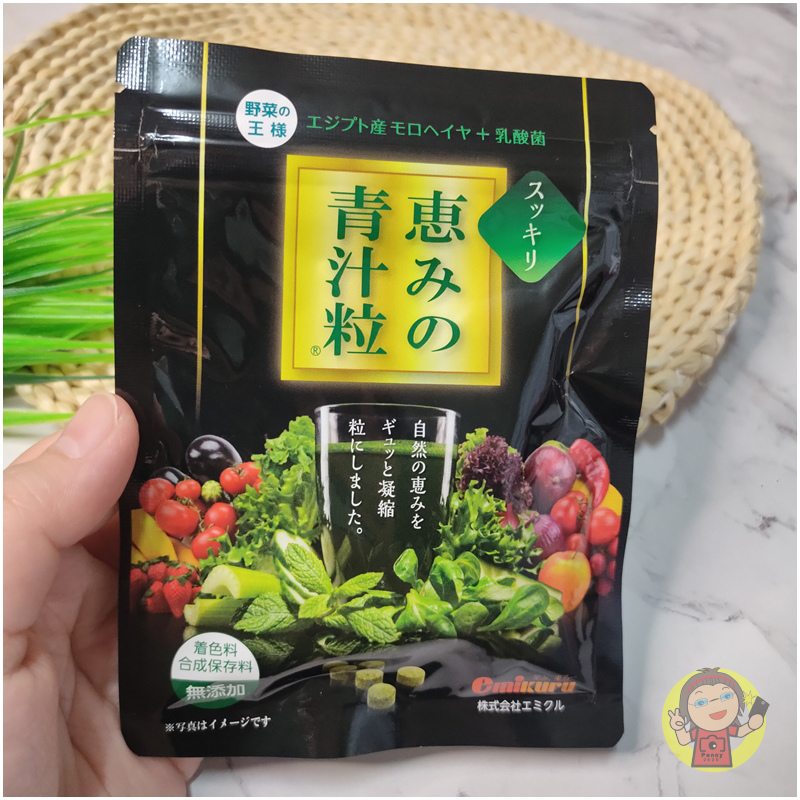 野菜の
王様
エジプト産モロヘイヤ+乳酸菌
スッキリ
恵みの
青汁粒®
自然の恵みを
ギュッと凝縮
粒にしました。
着色料
合成保存料
無添加
※写真はイメージです
emikuru
株式会社エミクル
Penny